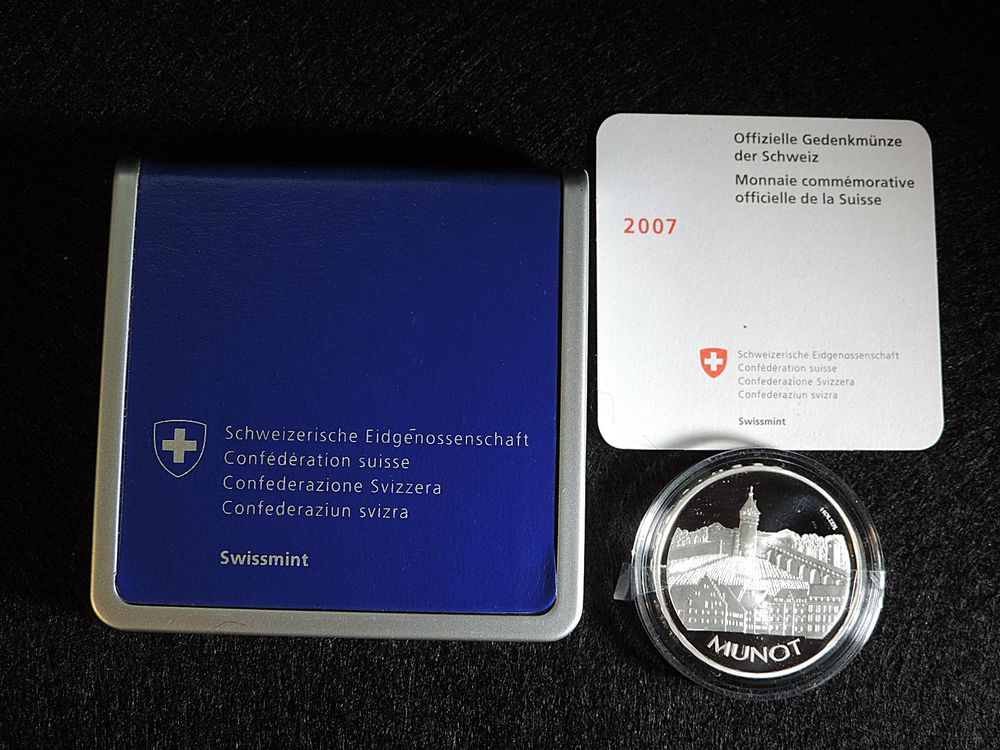 Schweizerische Eidgenossenschaft
Confédération suisse
Confederazione Svizzera
Confederaziun svizra
Swissmint
Offizielle Gedenkmünze
der Schweiz
Monnaie commémorative
officielle de la Suisse
2007
Schweizerische Eidgenossenschaft
Confédération suisse
Confederazione Svizzera
Confederaziun svizra
Swissmint
MUNOT